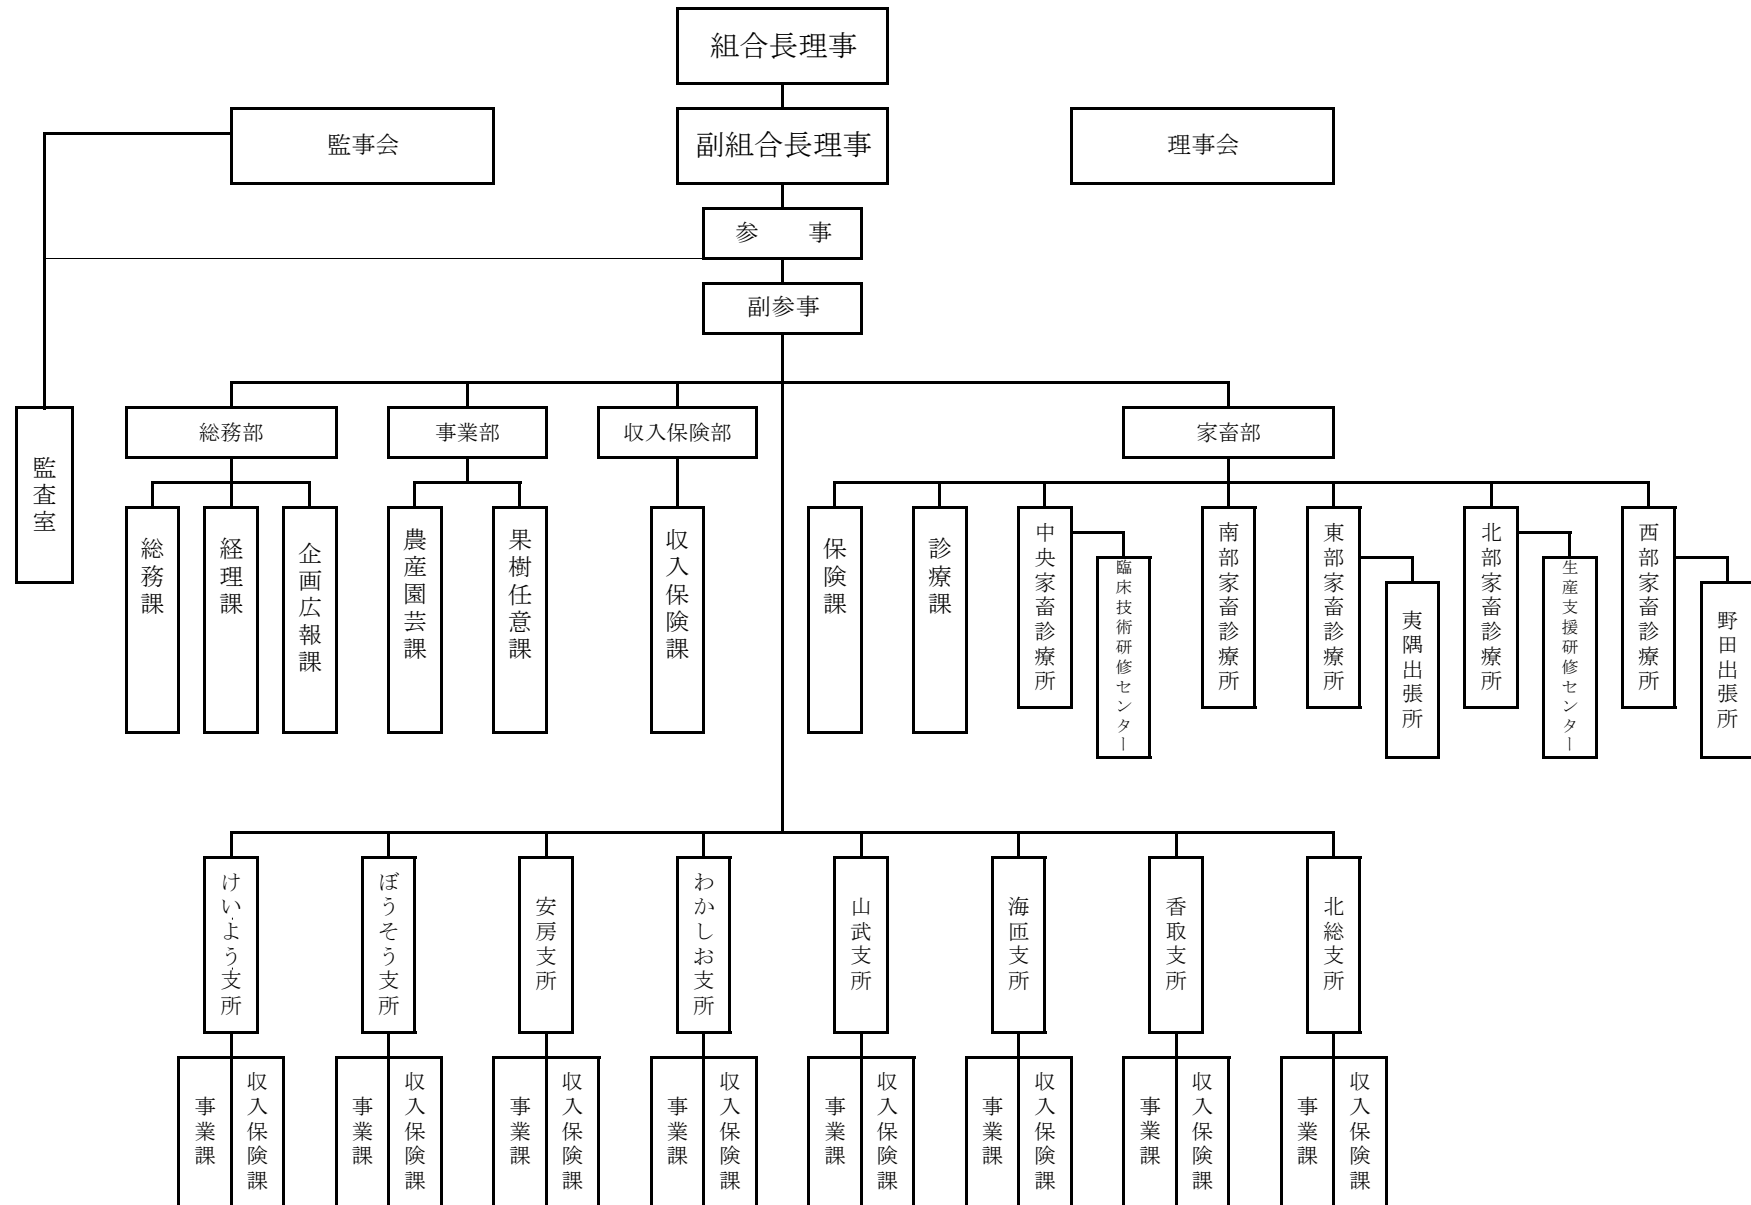 組合長理事
監事会
副組合長理事
理事会
参　事
副参事
監査室
総務部
事業部
収入保険部
家畜部
総務課
経理課
企画広報課
農産園芸課
果樹任意課
収入保険課
保険課
診療課
中央家畜診療所
臨床技術研修センター
南部家畜診療所
東部家畜診療所
夷隅出張所
北部家畜診療所
生産支援研修センター
西部家畜診療所
野田出張所
けいよう支所
ぼうそう支所
安房支所
わかしお支所
山武支所
海匝支所
香取支所
北総支所
事業課
収入保険課
事業課
収入保険課
事業課
収入保険課
事業課
収入保険課
事業課
収入保険課
事業課
収入保険課
事業課
収入保険課
事業課
収入保険課